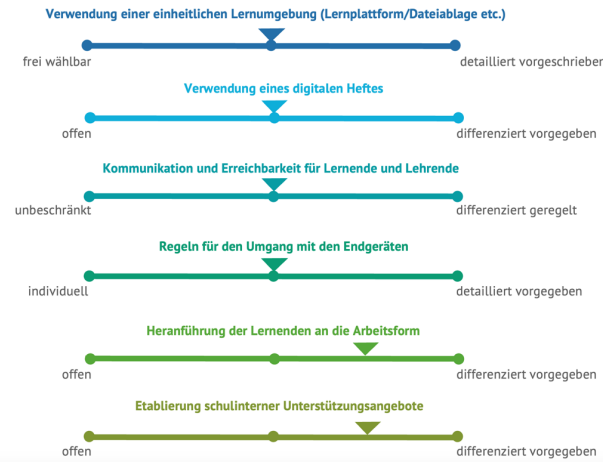 Verwendung einer einheitlichen Lernumgebung (Lernplattform/Dateiablage etc.)
frei wählbar detailliert vorgeschrieben
Verwendung eines digitalen Heftes
offen differenziert vorgegeben
Kommunikation und Erreichbarkeit für Lernende und Lehrende
unbeschränkt differenziert geregelt
Regeln für den Umgang mit den Endgeräten
individuell detailliert vorgegeben
Heranführung der Lernenden an die Arbeitsform
offen differenziert vorgegeben
Etablierung schulinterner Unterstützungsangebote
offen differenziert vorgegeben